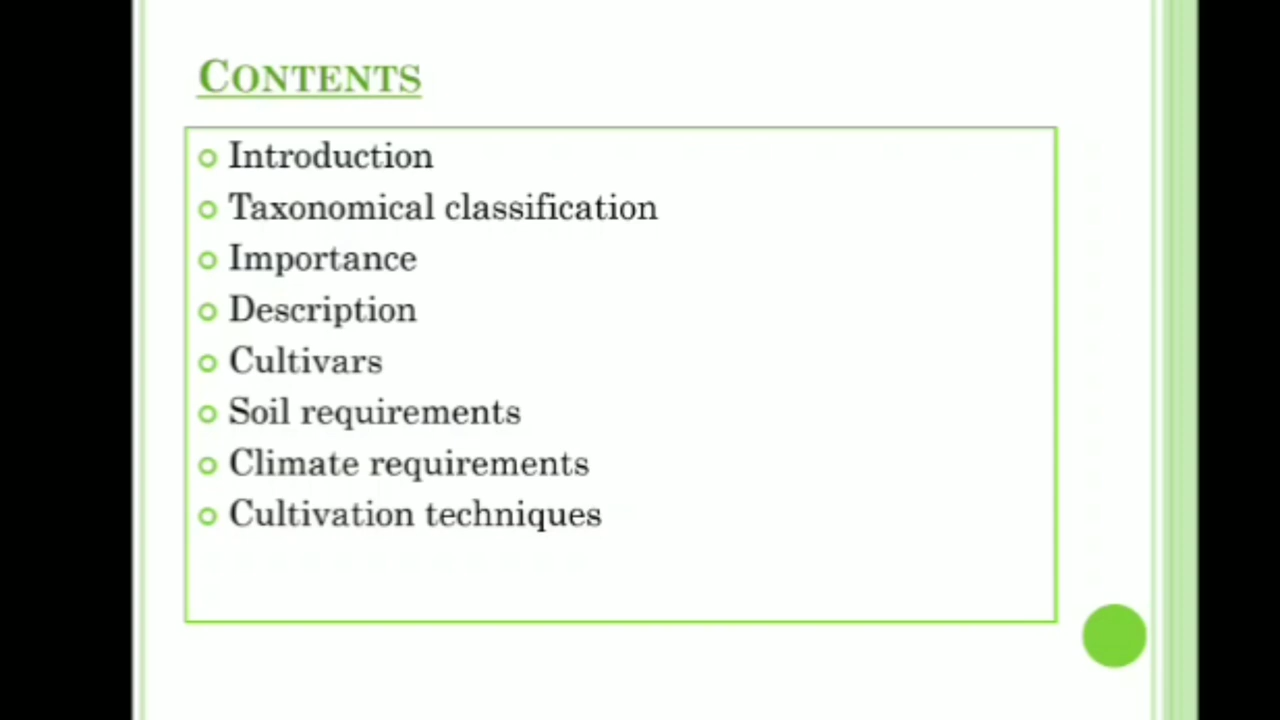 CONTENTS
Introduction
Taxonomical classification
Importance
Description
Cultivars
Soil requirements
Climate requirements
Cultivation techniques